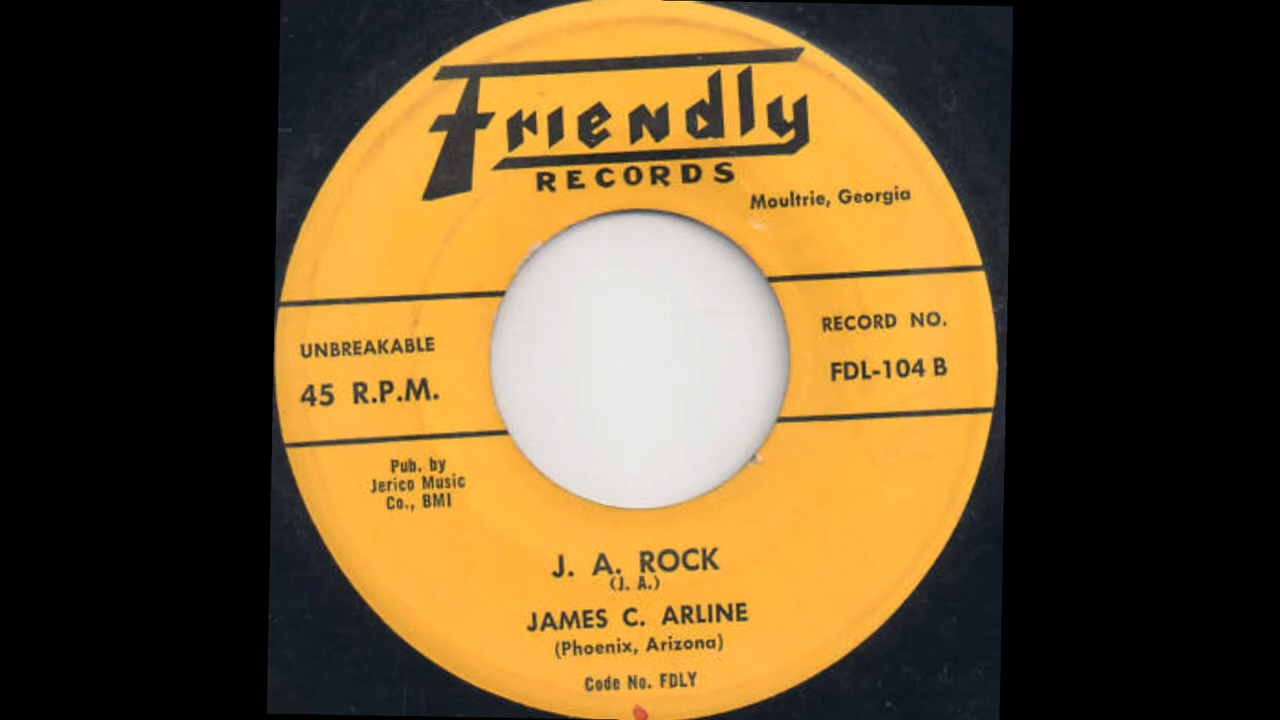 Friendly
RECORDS
Moultrie, Georgia
UNBREAKABLE
45 R.P.M.
RECORD NO.
FDL-104 B
Pub. by
Jerico Music
Co., BMI
J. A. ROCK
(J. A.)
JAMES C. ARLINE
(Phoenix, Arizona)
Code No. FDLY